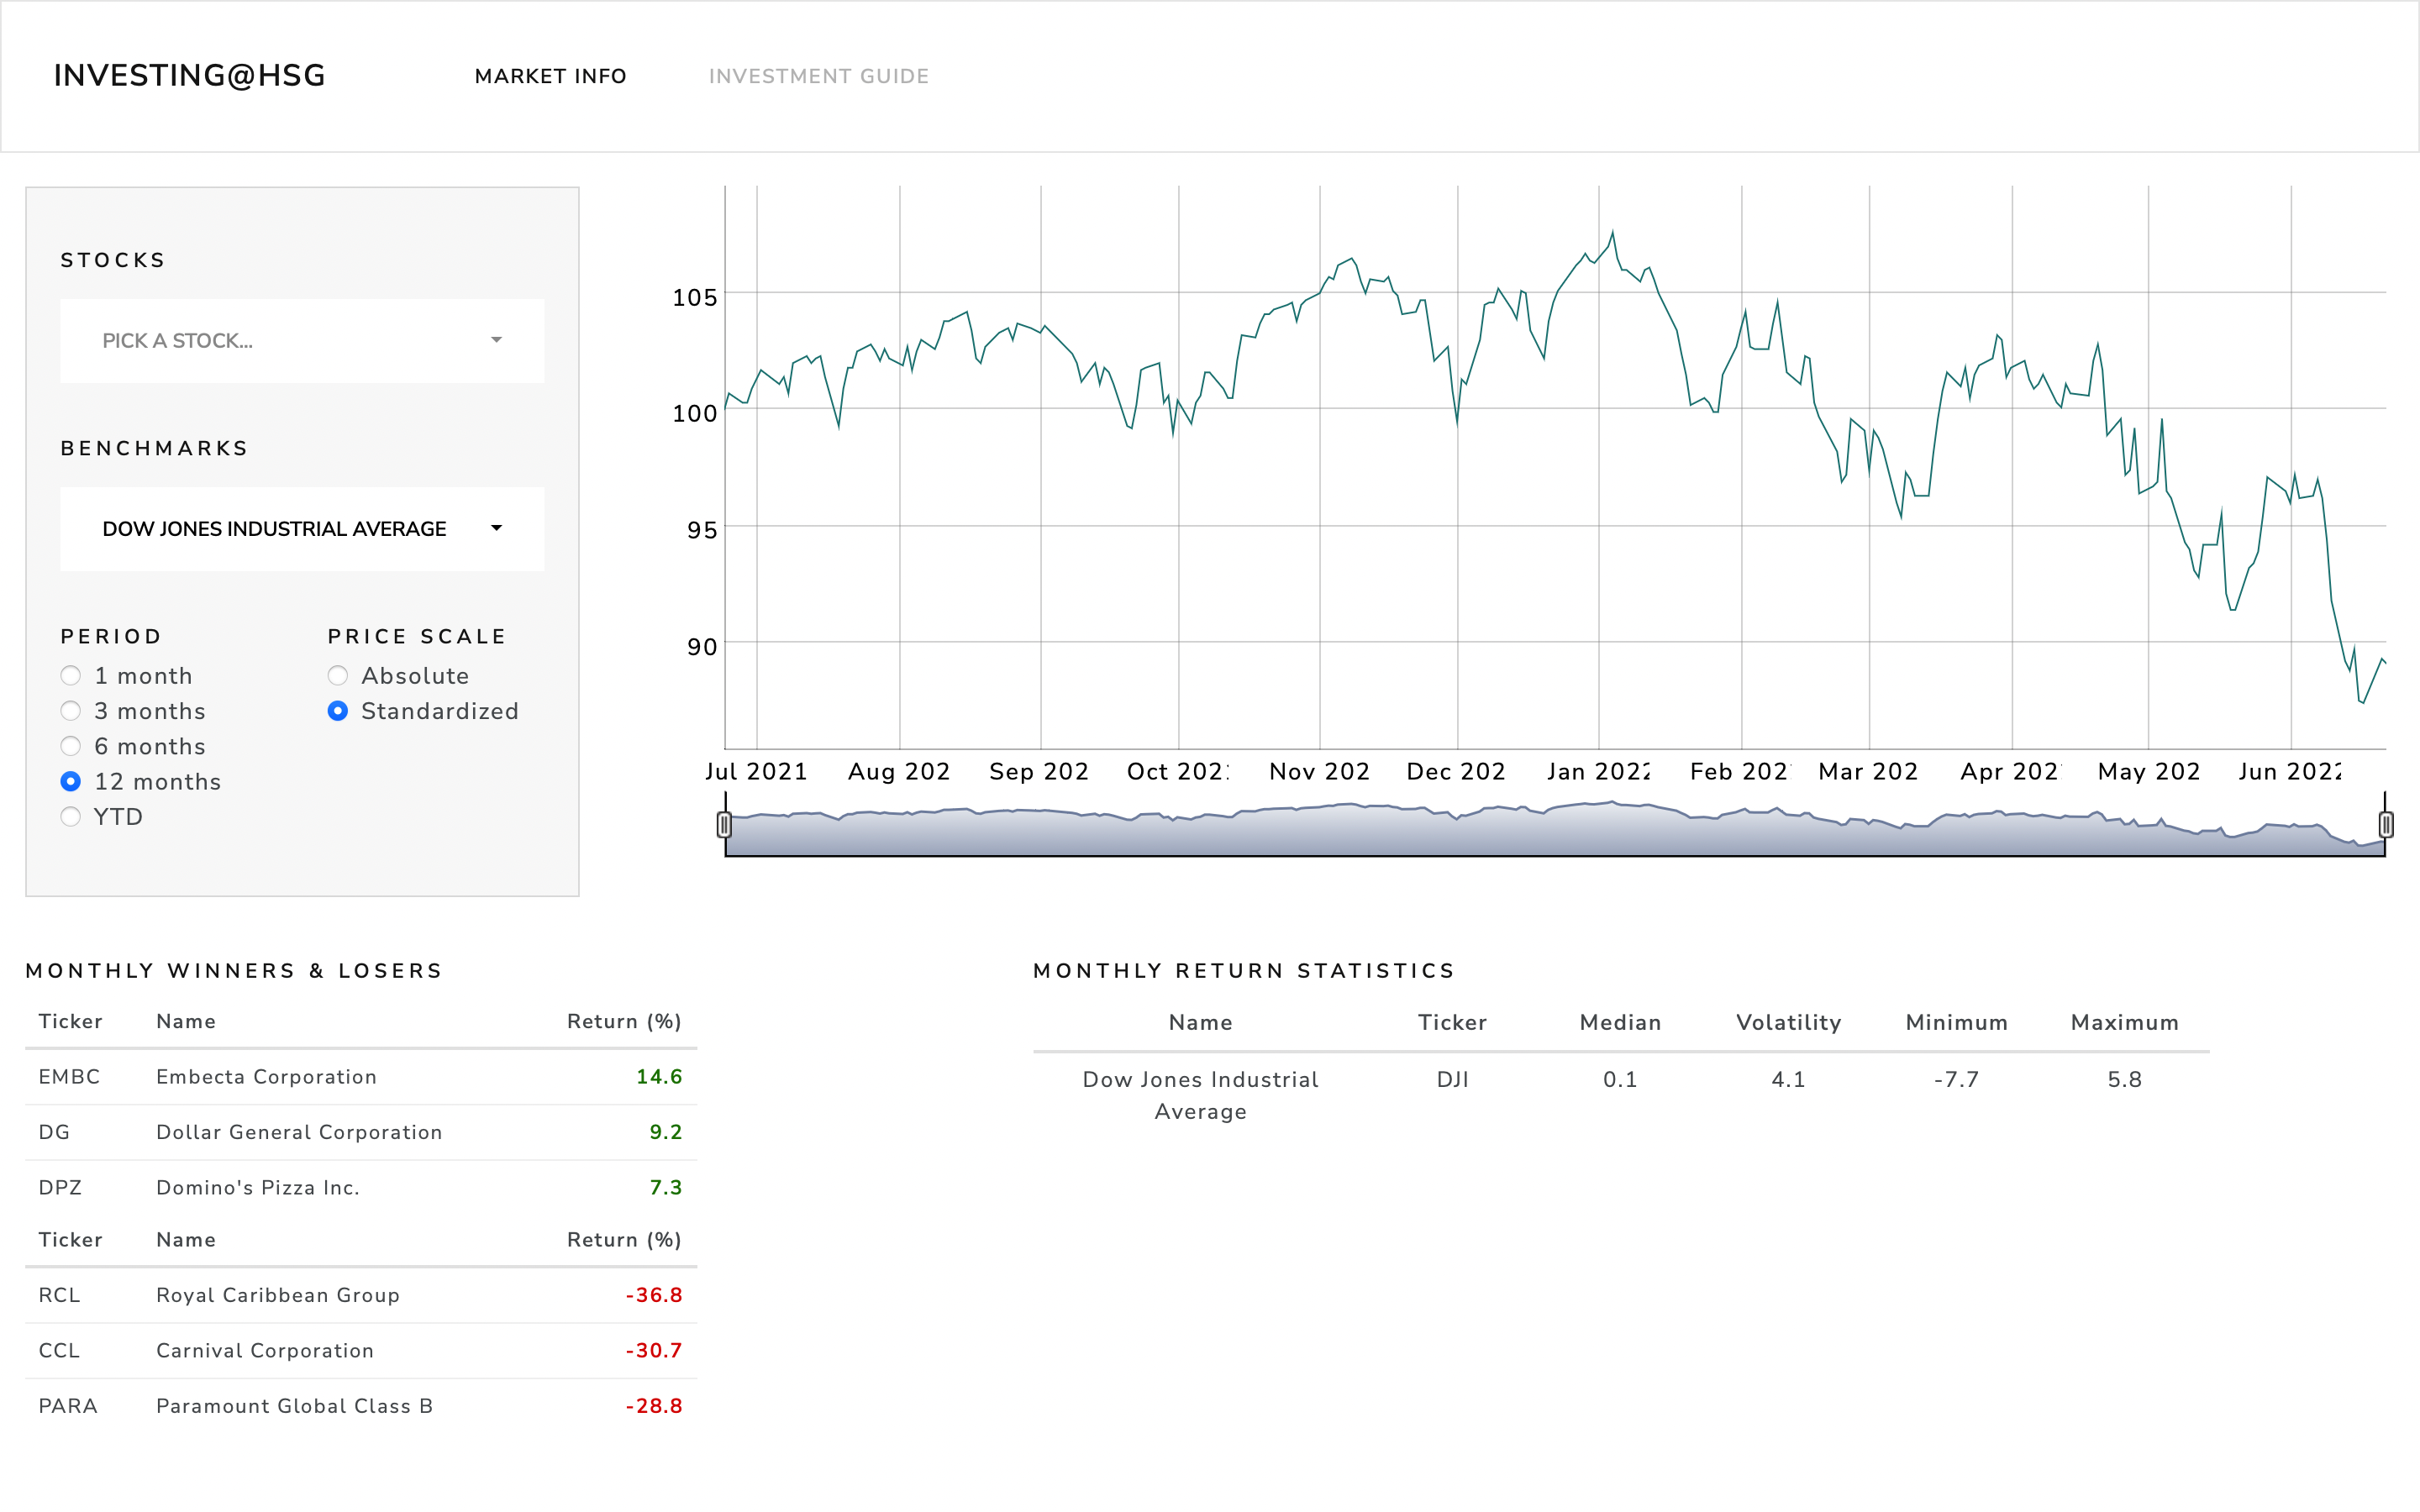 INVESTING@HSG MARKET INFO INVESTMENT GUIDE
STOCKS
PICK A STOCK...
BENCHMARKS
DOW JONES INDUSTRIAL AVERAGE
PERIOD PRICE SCALE
1 month Absolute
3 months Standardized
6 months
12 months
YTD
105
100
95
90
Jul 2021 Aug 202 Sep 202 Oct 202 Nov 202 Dec 202 Jan 2022 Feb 202 Mar 202 Apr 202 May 202 Jun 2022
MONTHLY WINNERS & LOSERS
Ticker Name Return (%)
EMBC Embecta Corporation 14.6
DG Dollar General Corporation 9.2
DPZ Domino's Pizza Inc. 7.3
Ticker Name Return (%)
RCL Royal Caribbean Group -36.8
CCL Carnival Corporation -30.7
PARA Paramount Global Class B -28.8
MONTHLY RETURN STATISTICS
Name Ticker Median Volatility Minimum Maximum
Dow Jones Industrial DJI 0.1 4.1 -7.7 5.8
Average